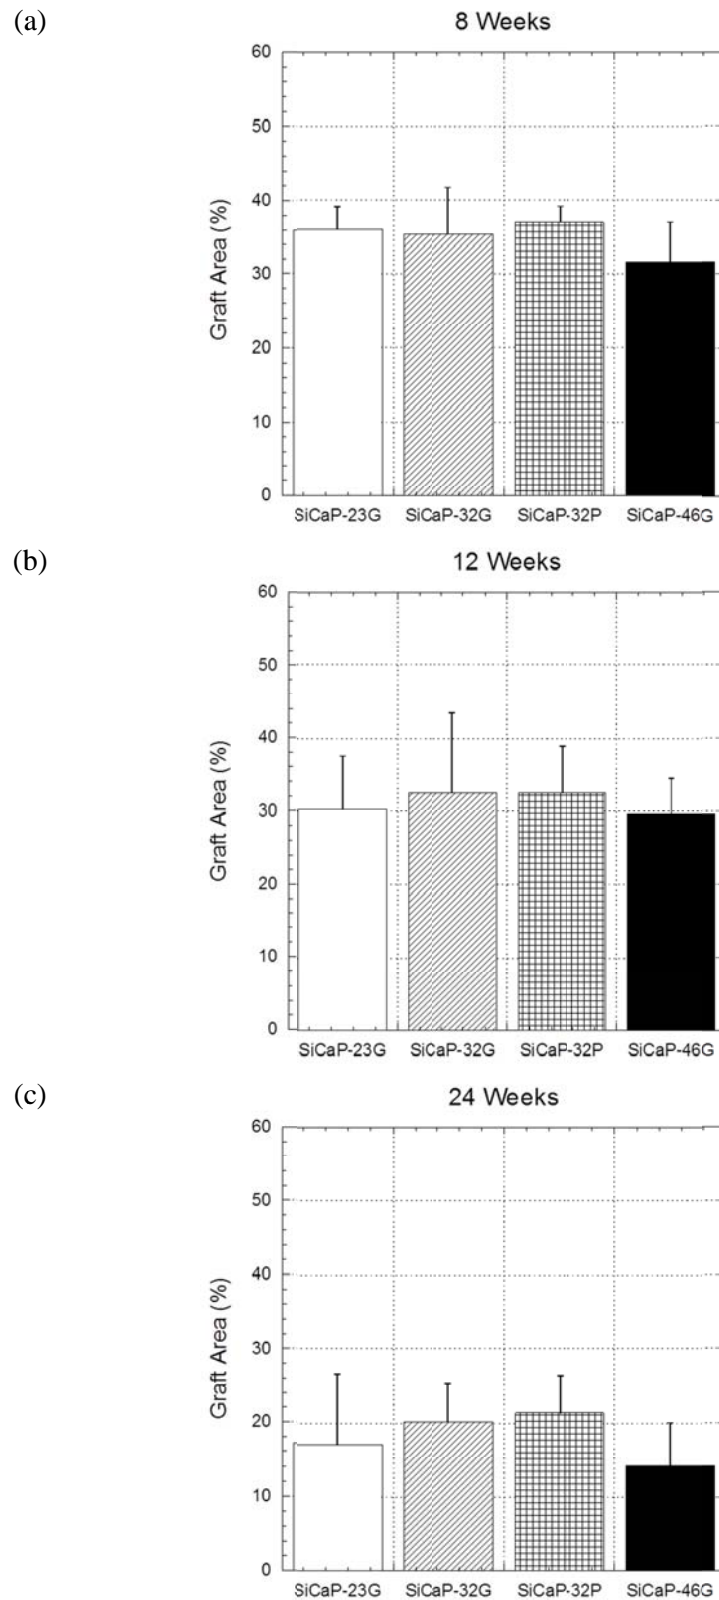 (a)
8 Weeks
60
50
40
30
20
10
0
Graft Area (%)
SiCaP-23G SiCaP-32G SiCaP-32P SiCaP-46G
(b)
12 Weeks
60
50
40
30
20
10
0
Graft Area (%)
SiCaP-23G SiCaP-32G SiCaP-32P SiCaP-46G
(c)
24 Weeks
60
50
40
30
20
10
0
Graft Area (%)
SiCaP-23G SiCaP-32G SiCaP-32P SiCaP-46G